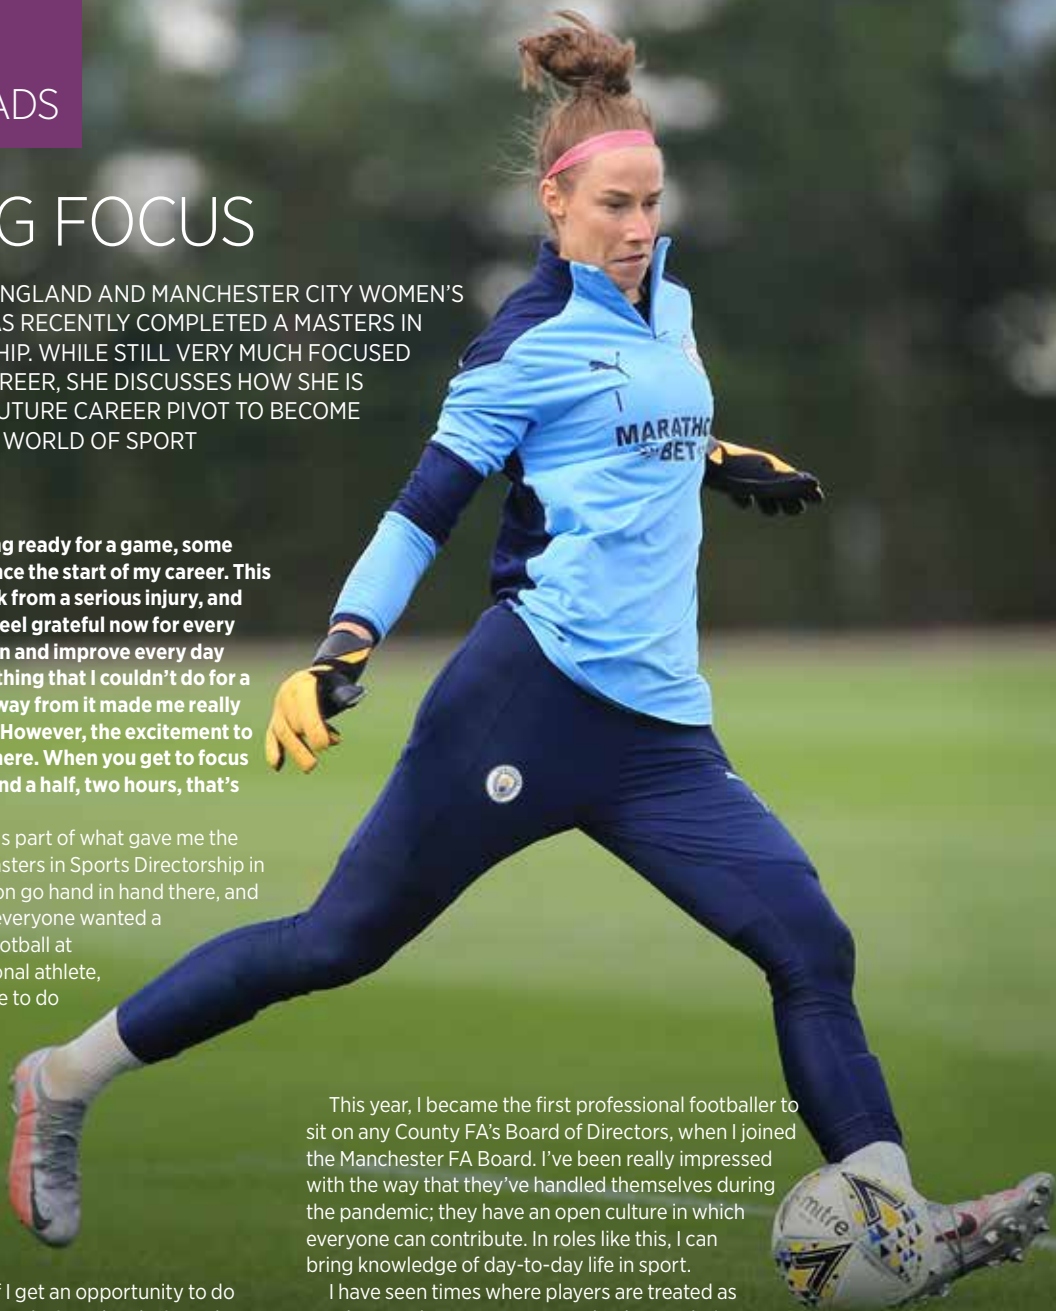 ADS
G FOCUS
NGLAND AND MANCHESTER CITY WOMEN'S
AS RECENTLY COMPLETED A MASTERS IN
HIP. WHILE STILL VERY MUCH FOCUSED
REER, SHE DISCUSSES HOW SHE IS
UTURE CAREER PIVOT TO BECOME
WORLD OF SPORT
ng ready for a game, some
nce the start of my career. This
k from a serious injury, and
eel grateful now for every
n and improve every day
thing that I couldn't do for a
way from it made me really
However, the excitement to
here. When you get to focus
nd a half, two hours, that's
s part of what gave me the
asters in Sports Directorship in
on go hand in hand there, and
everyone wanted a
otball at
onal athlete,
e to do
f I get an opportunity to do
This year, I became the first professional footballer to
sit on any County FA's Board of Directors, when I joined
the Manchester FA Board. I've been really impressed
with the way that they've handled themselves during
the pandemic; they have an open culture in which
everyone can contribute. In roles like this, I can
bring knowledge of day-to-day life in sport.
I have seen times where players are treated as
MARATHO
BET
mitre